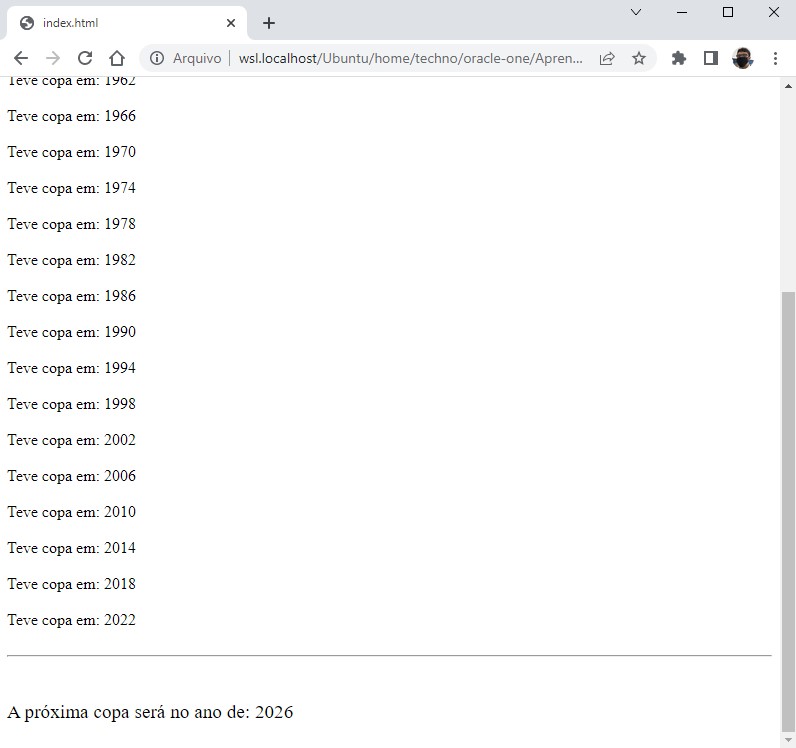 index.html
Arquivo wsl.localhost/Ubuntu/home/techno/oracle-one/Apren...
Teve copa em: 1962
Teve copa em: 1966
Teve copa em: 1970
Teve copa em: 1974
Teve copa em: 1978
Teve copa em: 1982
Teve copa em: 1986
Teve copa em: 1990
Teve copa em: 1994
Teve copa em: 1998
Teve copa em: 2002
Teve copa em: 2006
Teve copa em: 2010
Teve copa em: 2014
Teve copa em: 2018
Teve copa em: 2022
A próxima copa será no ano de: 2026